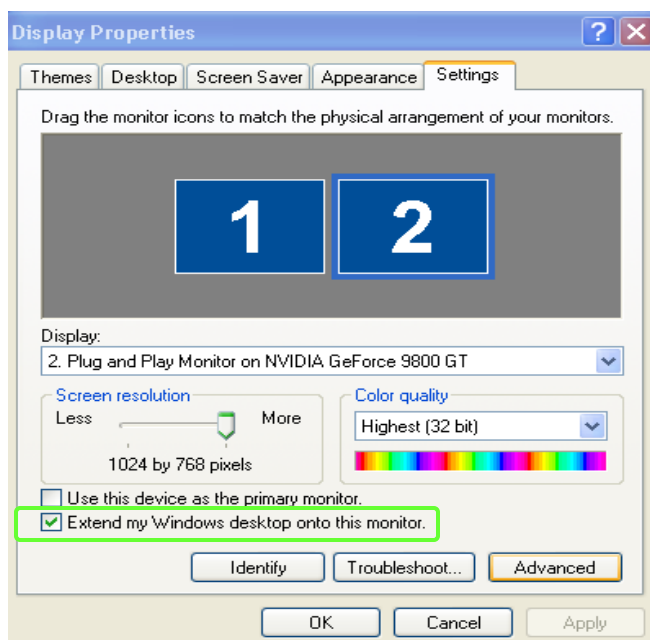 Display Properties
Themes Desktop Screen Saver Appearance Settings
Drag the monitor icons to match the physical arrangement of your monitors.
1 2
Display:
2. Plug and Play Monitor on NVIDIA GeForce 9800 GT
Screen resolution Color quality
Less More Highest (32 bit)
1024 by 768 pixels
Use this device as the primary monitor.
Extend my Windows desktop onto this monitor.
Identify Troubleshoot... Advanced
OK Cancel Apply